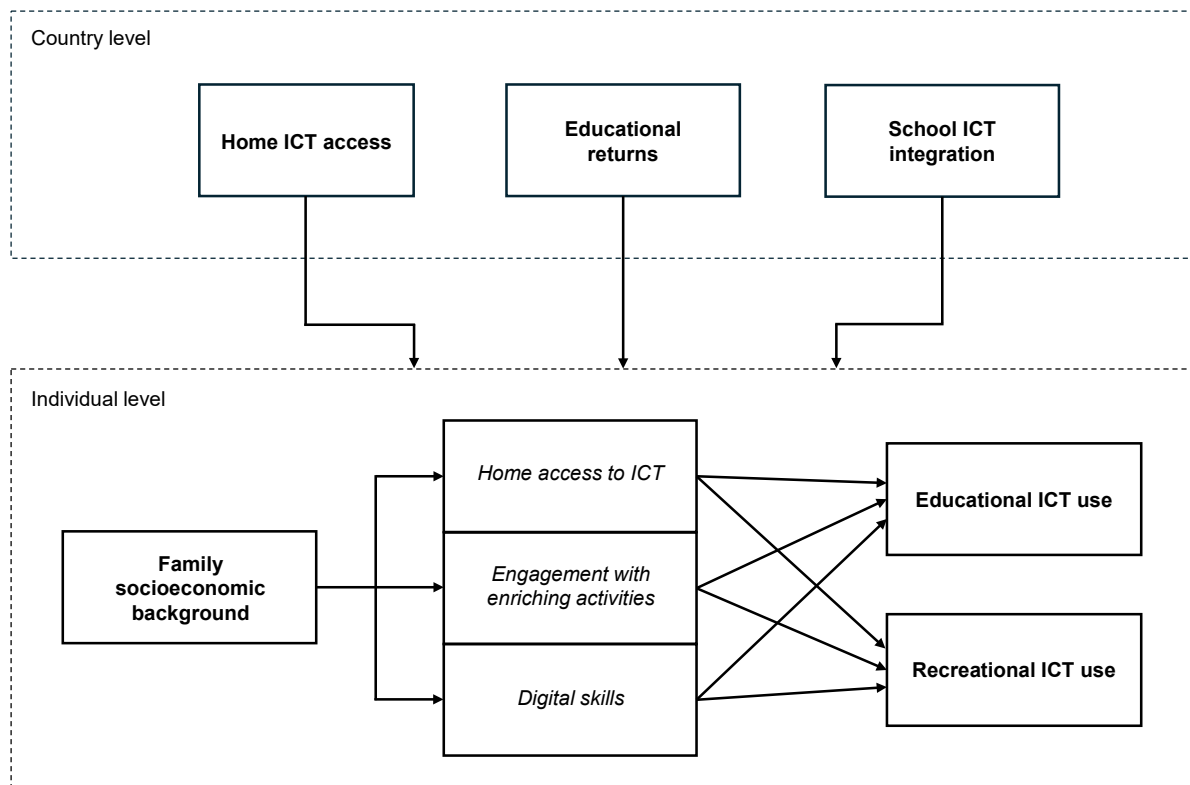 Country level
Home ICT access
Educational
returns
School ICT
integration
Individual level
Home access to ICT
Educational ICT use
Family
socioeconomic
background
Engagement with
enriching activities
Recreational ICT use
Digital skills